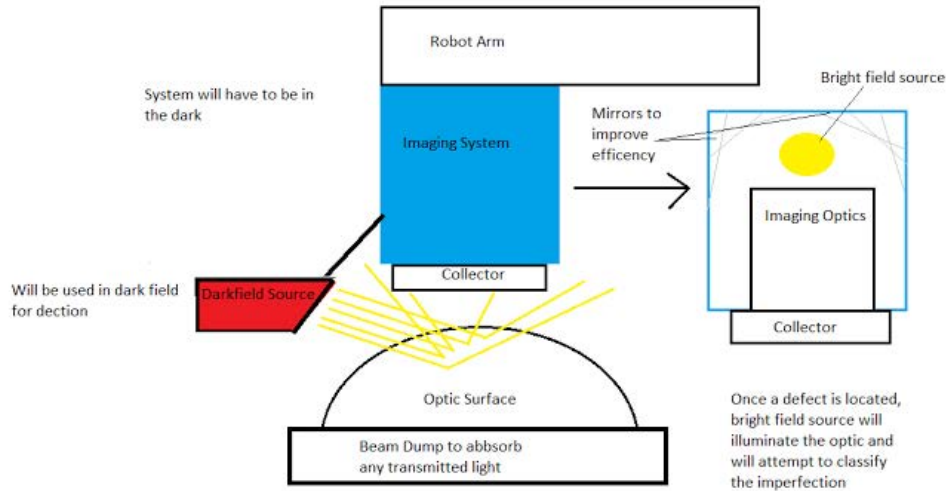 Robot Arm
System will have to be in
the dark
Imaging System
Mirrors to
improve
efficency
Bright field source
Imaging Optics
Collector
Will be used in dark field
for dection
Darkfield Source
Collector
Optic Surface
Beam Dump to abbsorb
any transmitted light
Once a defect is located,
bright field source will
illuminate the optic and
will attempt to classify
the imperfection